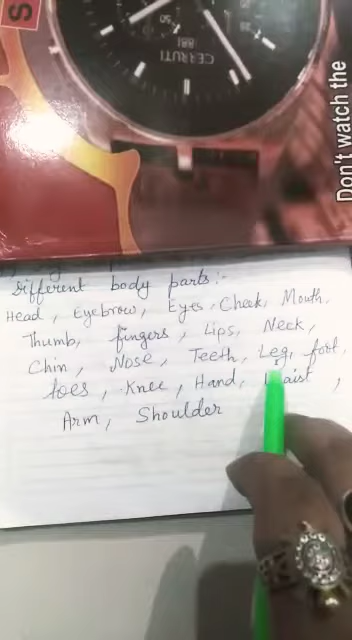 S
CERRUTI
1881
Don't watch the
Different body parts:-
Head, Eyebrow, Eyes, Cheek, Mouth,
Thumb, fingers, Lips, Neck,
Chin, Nose, Teeth, Leg, foot,
toes, Knee, Hand, Waist,
Arm, Shoulder